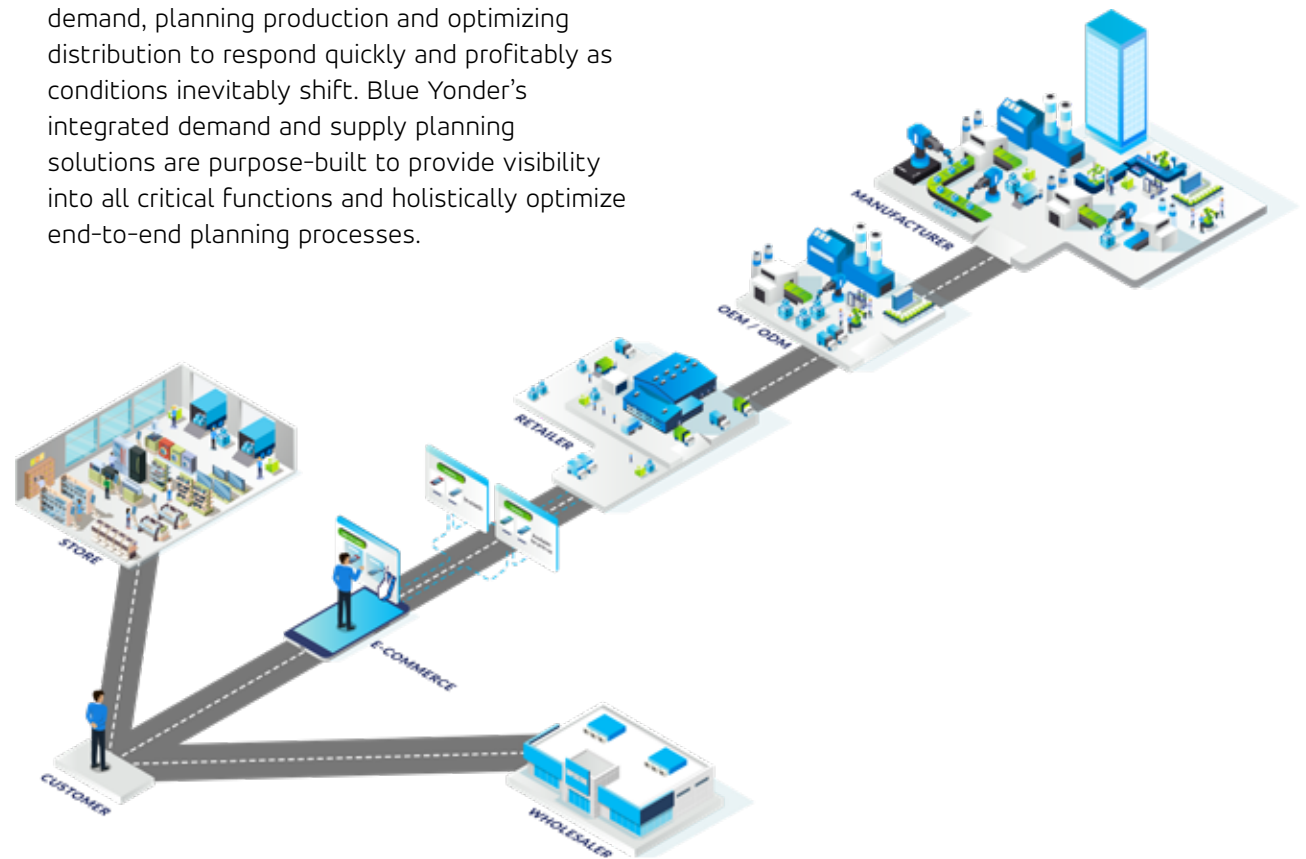 demand, planning production and optimizing
distribution to respond quickly and profitably as
conditions inevitably shift. Blue Yonder’s
integrated demand and supply planning
solutions are purpose-built to provide visibility
into all critical functions and holistically optimize
end-to-end planning processes.
MANUFACTURER
OEM / ODM
RETAILER
STORE
E-COMMERCE
CUSTOMER
WHOLESALER